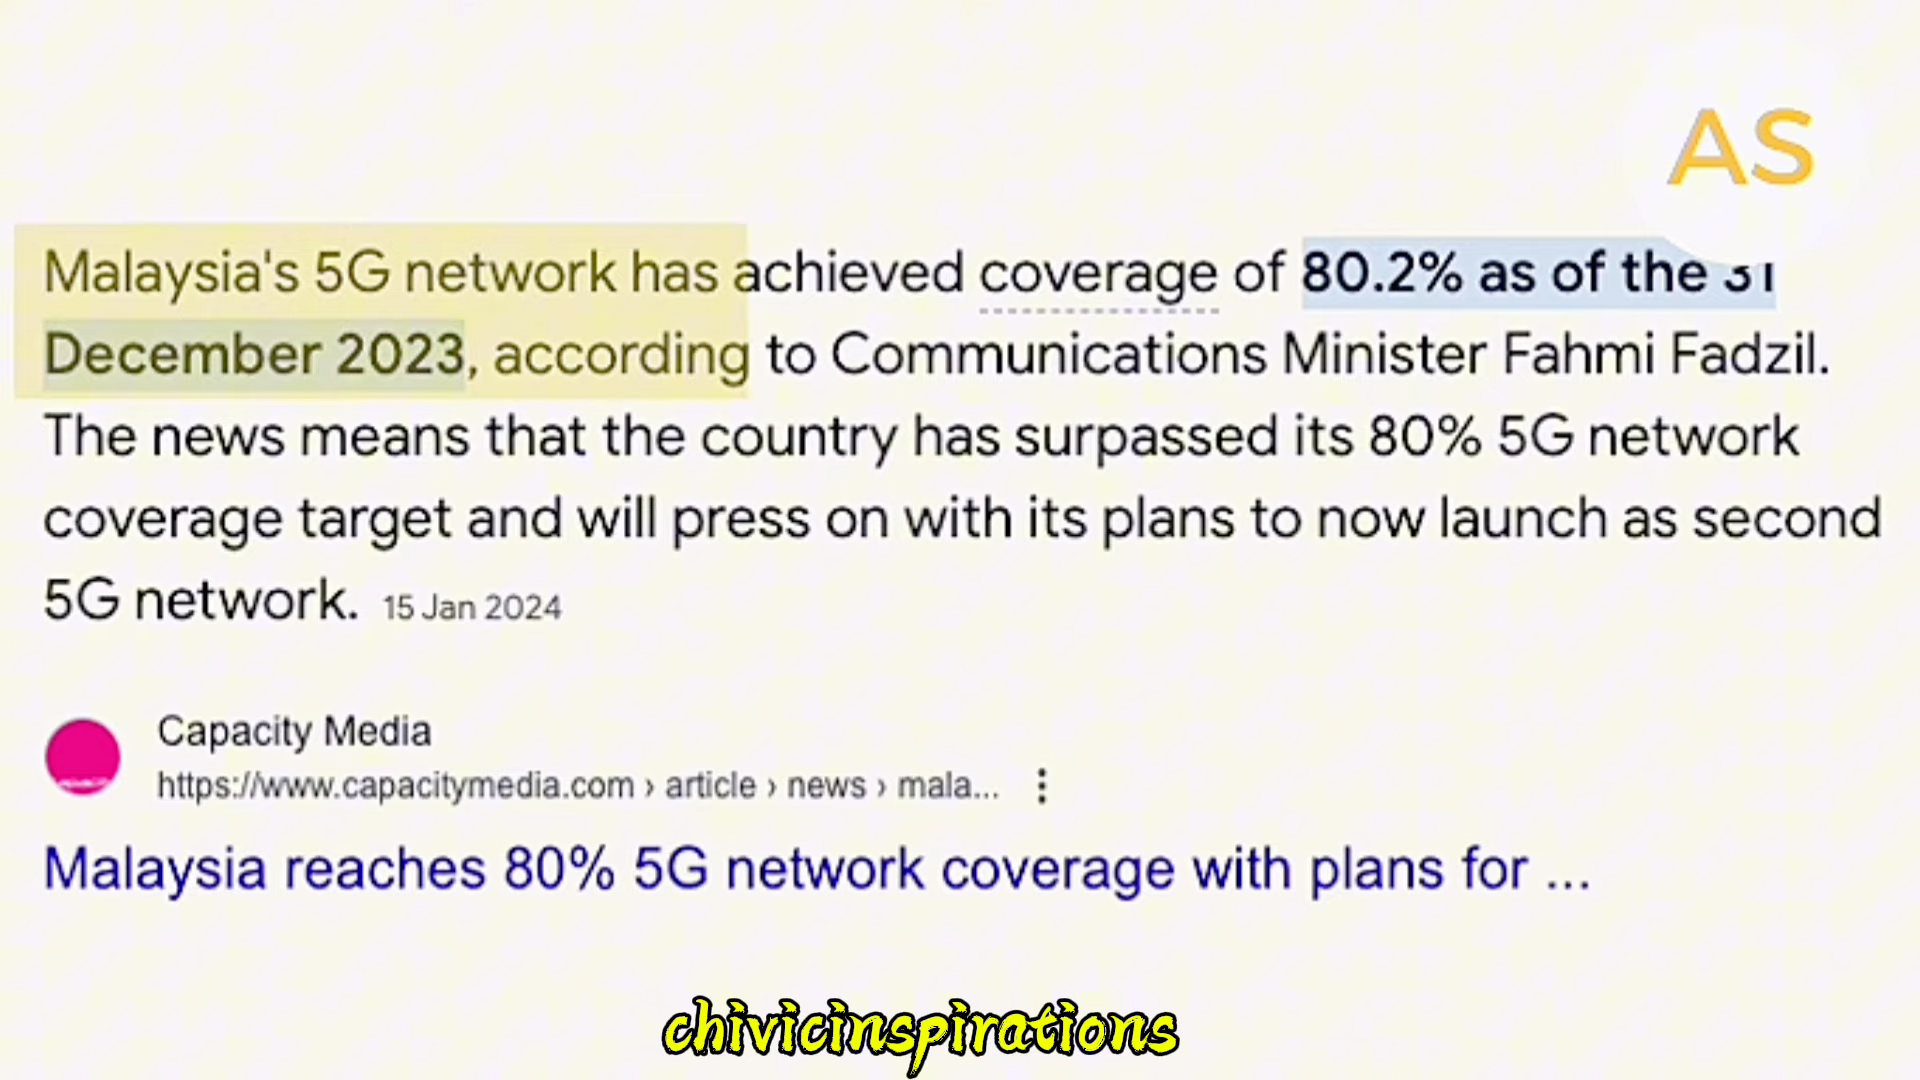 AS
Malaysia's 5G network has achieved coverage of 80.2% as of the 31
December 2023, according to Communications Minister Fahmi Fadzil.
The news means that the country has surpassed its 80% 5G network
coverage target and will press on with its plans to now launch as second
5G network. 15 Jan 2024
Capacity Media
https://www.capacitymedia.com › article › news › mala...
Malaysia reaches 80% 5G network coverage with plans for ...
chivicinspirations